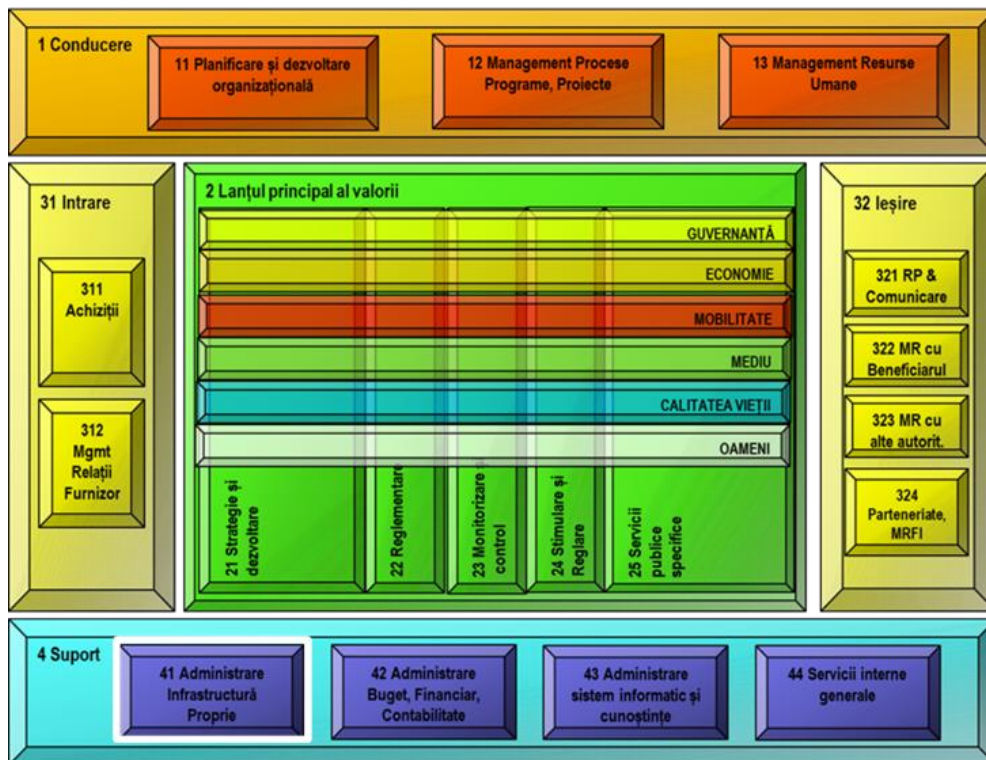 1 Conducere
11 Planificare și dezvoltare
organizațională
12 Management Procese
Programe, Proiecte
13 Management Resurse
Umane
31 Intrare
311
Achiziții
312
Mgmt
Relații
Furnizor
2 Lanțul principal al valorii
GUVERNANȚĂ
ECONOMIE
MOBILITATE
MEDIU
CALITATEA VIEȚII
OAMENI
21 Strategie și
dezvoltare
22 Reglementare
23 Monitorizare și
control
24 Stimulare și
Reglare
25 Servicii
publice
specifice
32 Ieșire
321 RP &
Comunicare
322 MR cu
Beneficiarul
323 MR cu
alte autorit.
324
Parteneriate,
MRFI
4 Suport
41 Administrare
Infrastructură
Proprie
42 Administrare
Buget, Financiar,
Contabilitate
43 Administrare
sistem informatic și
cunoștințe
44 Servicii interne
generale